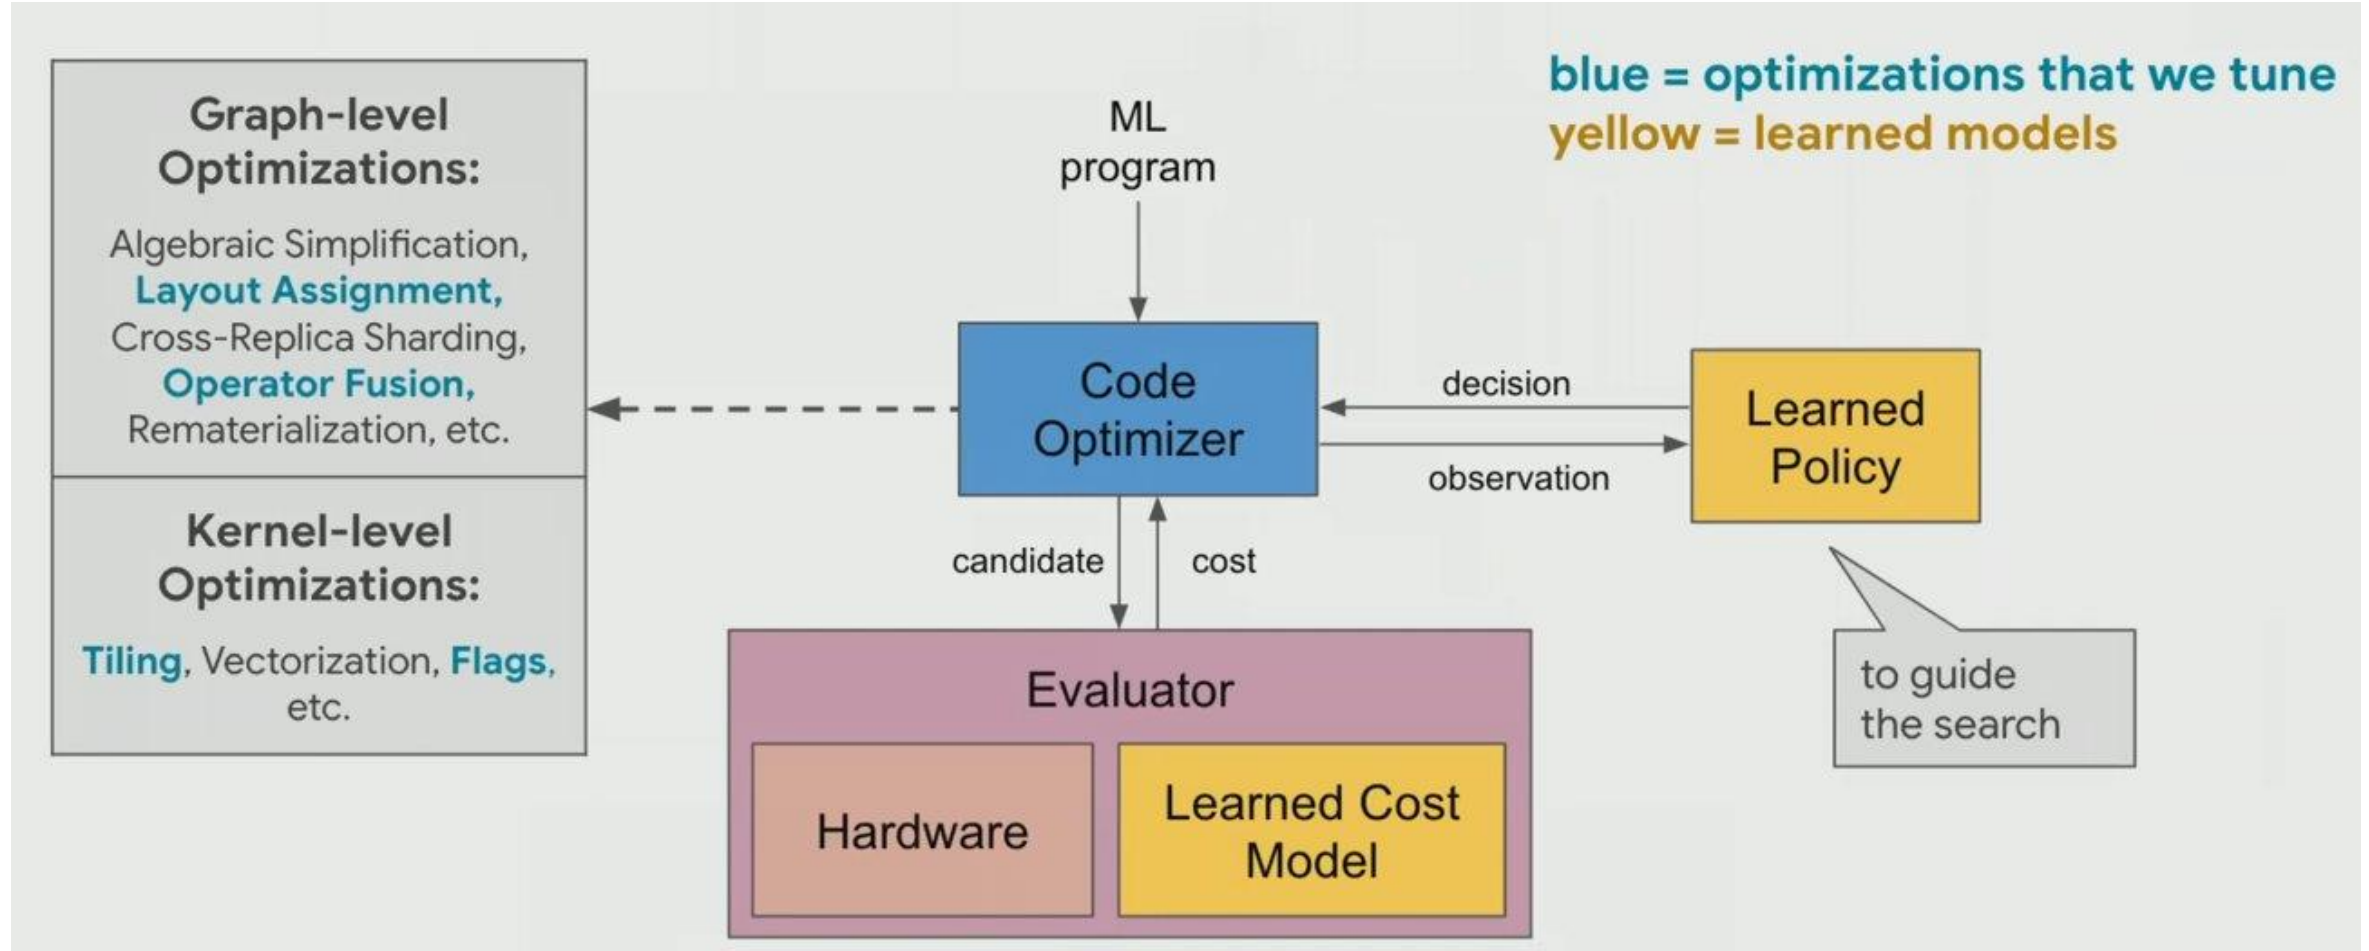 Graph-level
Optimizations:
Algebraic Simplification,
Layout Assignment,
Cross-Replica Sharding,
Operator Fusion,
Rematerialization, etc.
Kernel-level
Optimizations:
Tiling, Vectorization, Flags,
etc.
ML
program
blue = optimizations that we tune
yellow = learned models
Code
Optimizer
decision
observation
Learned
Policy
candidate
cost
to guide
the search
Evaluator
Hardware
Learned Cost
Model